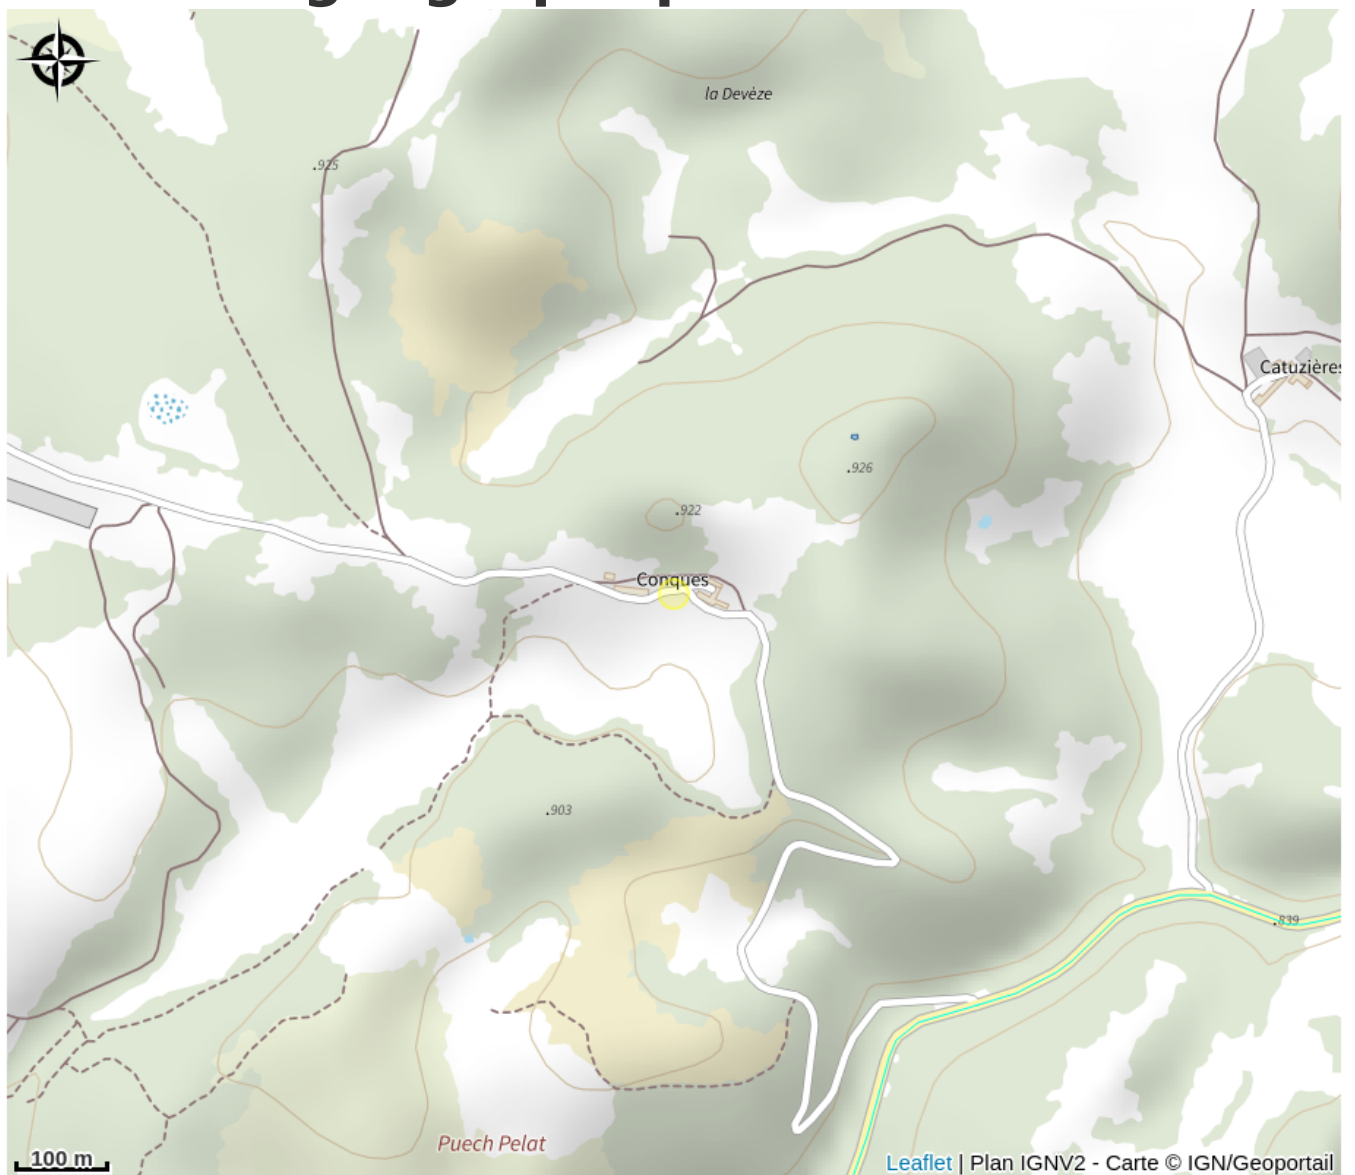 la Devèze
.925
Catuzières
.926
.922
Conques
.903
.839
Puech Pelat
100 m
Leaflet | Plan IGNV2 - Carte © IGN/Geoportail